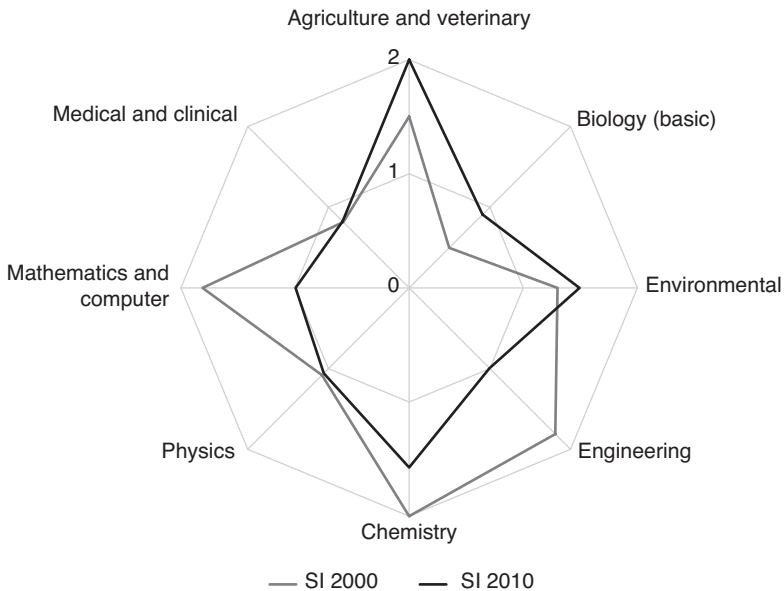 Agriculture and veterinary
2
Medical and clinical
Biology (basic)
1
Mathematics and
computer
0
Environmental
Physics
Engineering
Chemistry
SI 2000
SI 2010